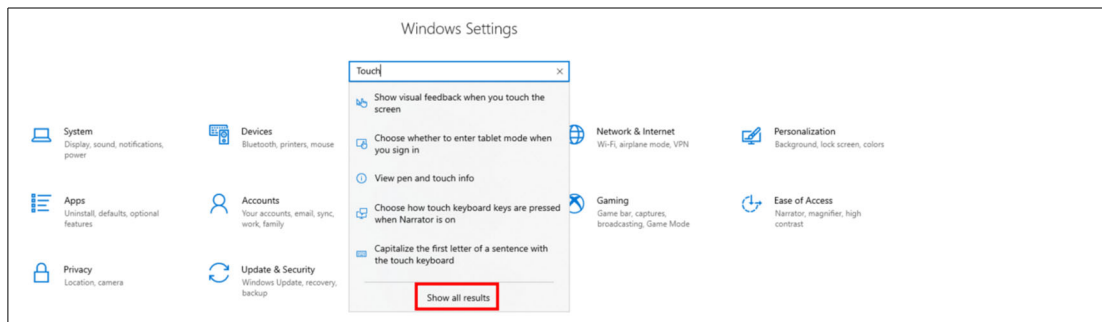 Windows Settings
Touch
Show visual feedback when you touch the
screen
Choose whether to enter tablet mode when
you sign in
View pen and touch info
Choose how touch keyboard keys are pressed
when Narrator is on
Capitalize the first letter of a sentence with
the touch keyboard
Show all results
System
Display, sound, notifications,
power
Devices
Bluetooth, printers, mouse
Network & Internet
Wi-Fi, airplane mode, VPN
Personalization
Background, lock screen, colors
Apps
Uninstall, defaults, optional
features
Accounts
Your accounts, email, sync,
work, family
Gaming
Game bar, captures,
broadcasting, Game Mode
Ease of Access
Narrator, magnifier, high
contrast
Privacy
Location, camera
Update & Security
Windows Update, recovery,
backup